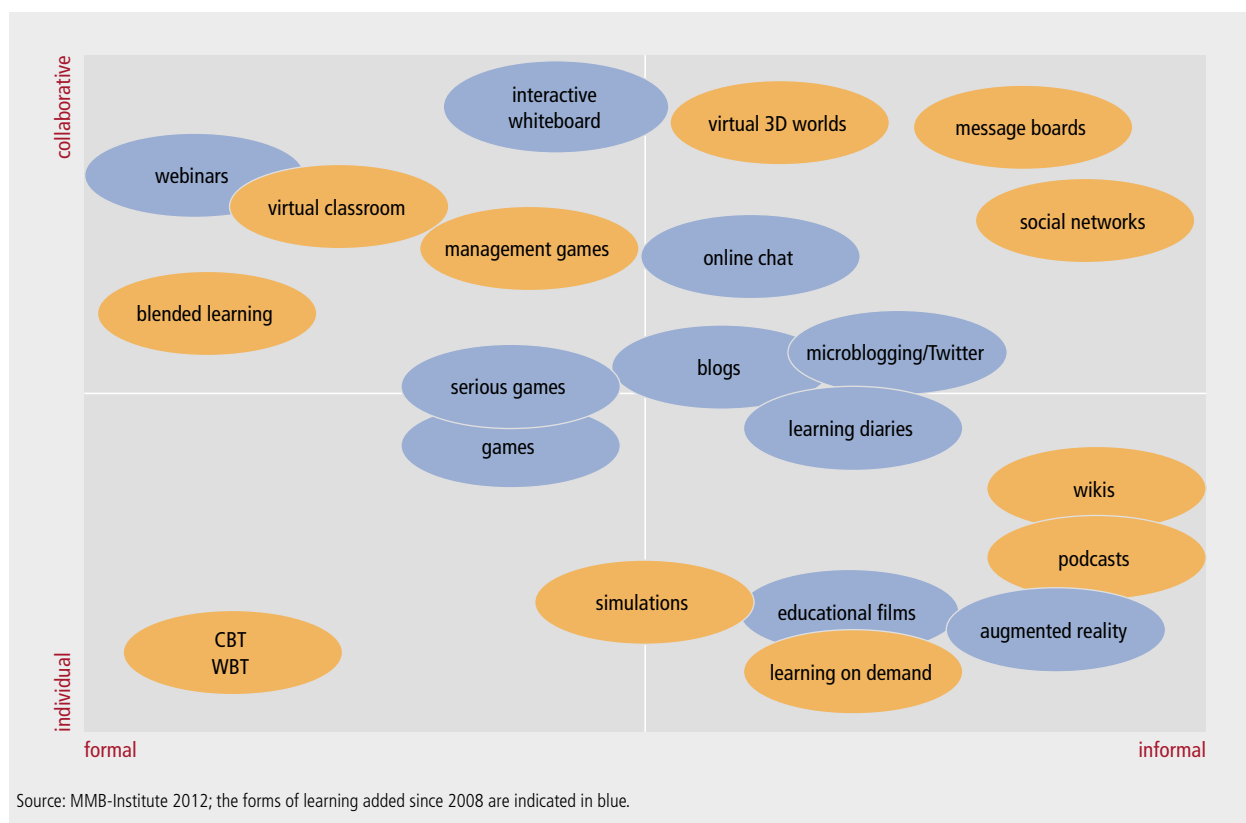 collaborative
interactive
whiteboard
virtual 3D worlds
message boards
webinars
virtual classroom
social networks
management games
online chat
blended learning
microblogging/Twitter
blogs
serious games
learning diaries
games
wikis
podcasts
simulations
educational films
augmented reality
CBT
WBT
learning on demand
individual
formal
informal
Source: MMB-Institute 2012; the forms of learning added since 2008 are indicated in blue.